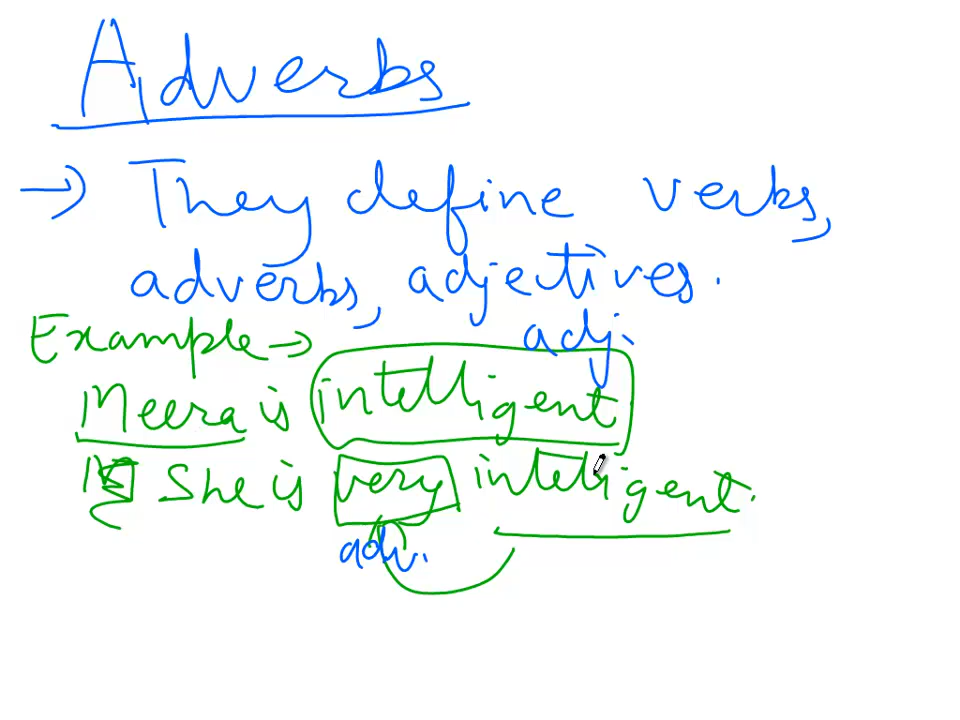 Adverbs
→ They define verbs,
adverbs, adjectives.
Example →
adj.
Meera is intelligent
She is very intelligent.
adv.